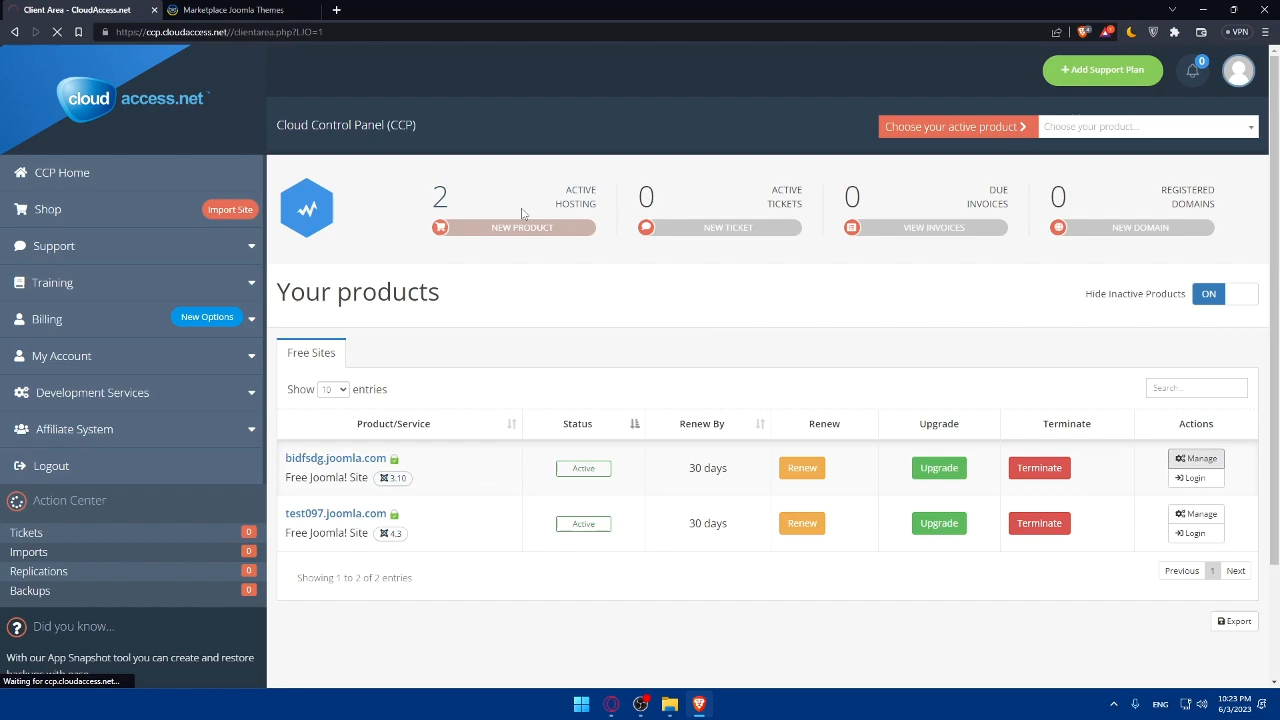 Client Area - CloudAccess.net
Marketplace Joomla Themes
https://ccp.cloudaccess.net//clientarea.php?LIO=1
VPN
cloud access.net
+ Add Support Plan
0
Cloud Control Panel (CCP)
Choose your active product
Choose your product...
CCP Home
Shop
Import Site
Support
Training
Billing
New Options
My Account
Development Services
Affiliate System
Logout
Action Center
Tickets 0
Imports 0
Replications 0
Backups 0
Did you know...
With our App Snapshot tool you can create and restore
backups with ease
Waiting for ccp.cloudaccess.net...
2 ACTIVE HOSTING
NEW PRODUCT
0 ACTIVE TICKETS
NEW TICKET
0 DUE INVOICES
VIEW INVOICES
0 REGISTERED DOMAINS
NEW DOMAIN
Your products
Hide Inactive Products ON
Free Sites
Show 10 entries
Search...
Product/Service Status Renew By Renew Upgrade Terminate Actions
bidfsdg.joomla.com
Free Joomla! Site 3.10
Active 30 days Renew Upgrade Terminate
Manage
Login
test097.joomla.com
Free Joomla! Site 4.3
Active 30 days Renew Upgrade Terminate
Manage
Login
Showing 1 to 2 of 2 entries
Previous 1 Next
Export
ENG
10:23 PM
6/3/2023